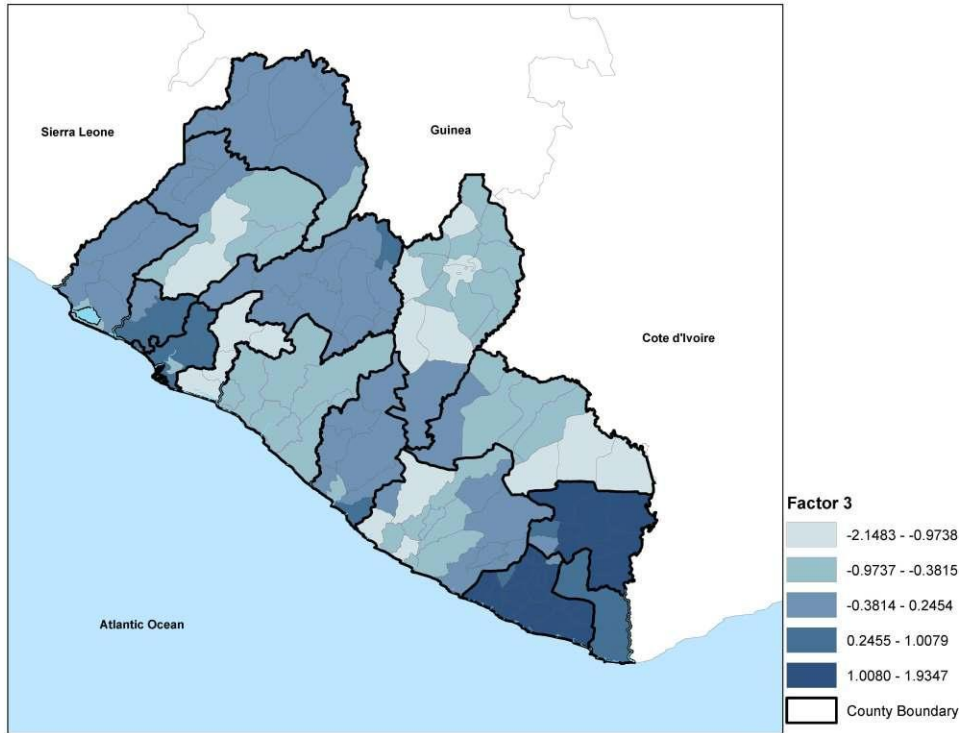 Sierra Leone
Guinea
Cote d'Ivoire
Atlantic Ocean
Factor 3
-2.1483 - -0.9738
-0.9737 - -0.3815
-0.3814 - 0.2454
0.2455 - 1.0079
1.0080 - 1.9347
County Boundary